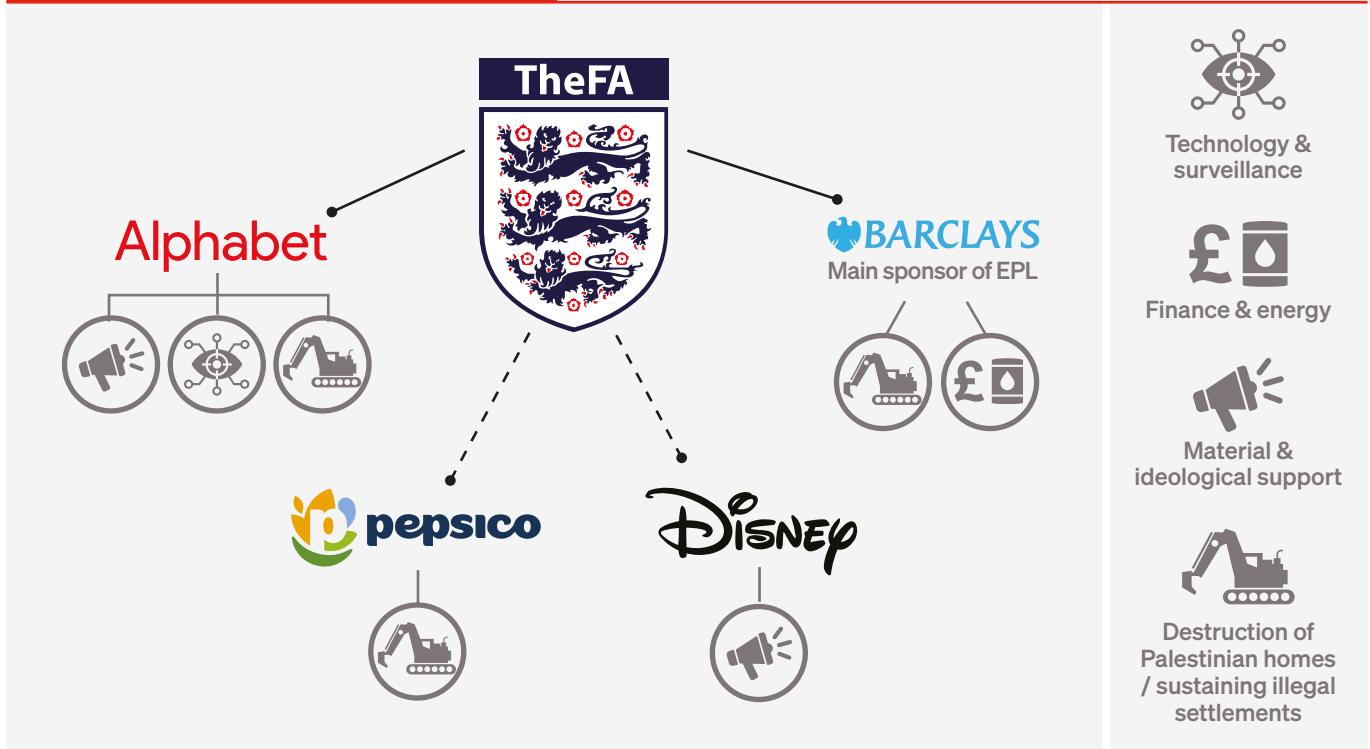 TheFA
Alphabet
BARCLAYS
Main sponsor of EPL
pepsico
Disney
Technology &
surveillance
£
Finance & energy
Material &
ideological support
Destruction of
Palestinian homes
/ sustaining illegal
settlements